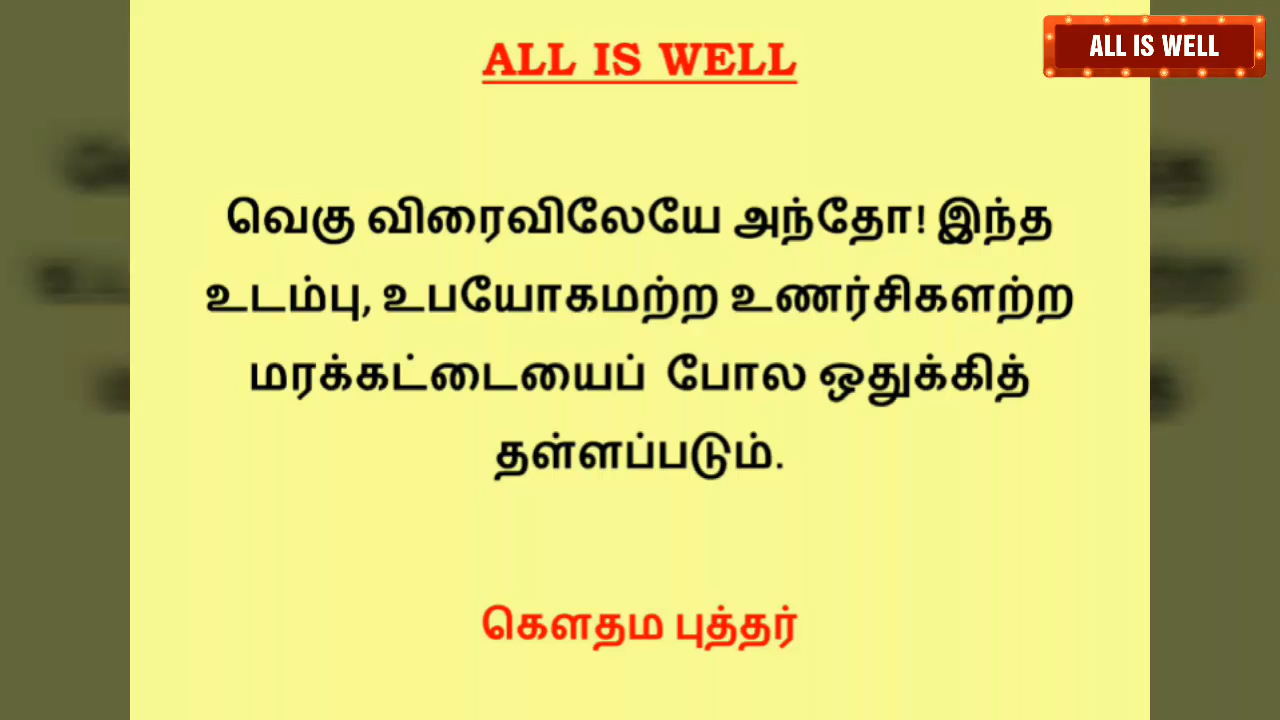 ALL IS WELL
ALL IS WELL
வெகு விரைவிலேயே அந்தோ! இந்த
உடம்பு, உபயோகமற்ற உணர்சிகளற்ற
மரக்கட்டையைப் போல ஒதுக்கித்
தள்ளப்படும்.
கௌதம புத்தர்